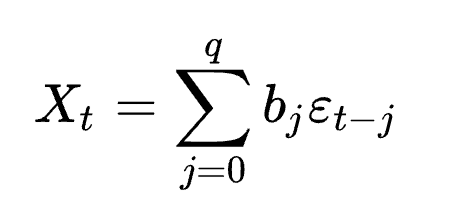 $X_t = \sum_{j=0}^{q} b_j \varepsilon_{t-j}$